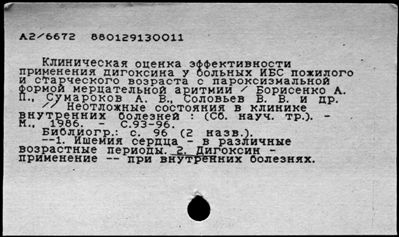 А2/6672 880129130011
Клиническая оценка эффективности
применения дигоксина у больных ИБС пожилого
и старческого возраста с пароксизмальной
формой мерцательной аритмии / Борисенко А.
П., Сумароков А. В., Соловьев В. В. и др.
// Неотложные состояния в клинике
внутренних болезней : (Сб. науч. тр.). -
М., 1986. - С.93-96.
Библиогр.: с. 96 (2 назв.).
--1. Ишемия сердца - в различные
возрастные периоды. 2. Дигоксин -
применение -- при внутренних болезнях.